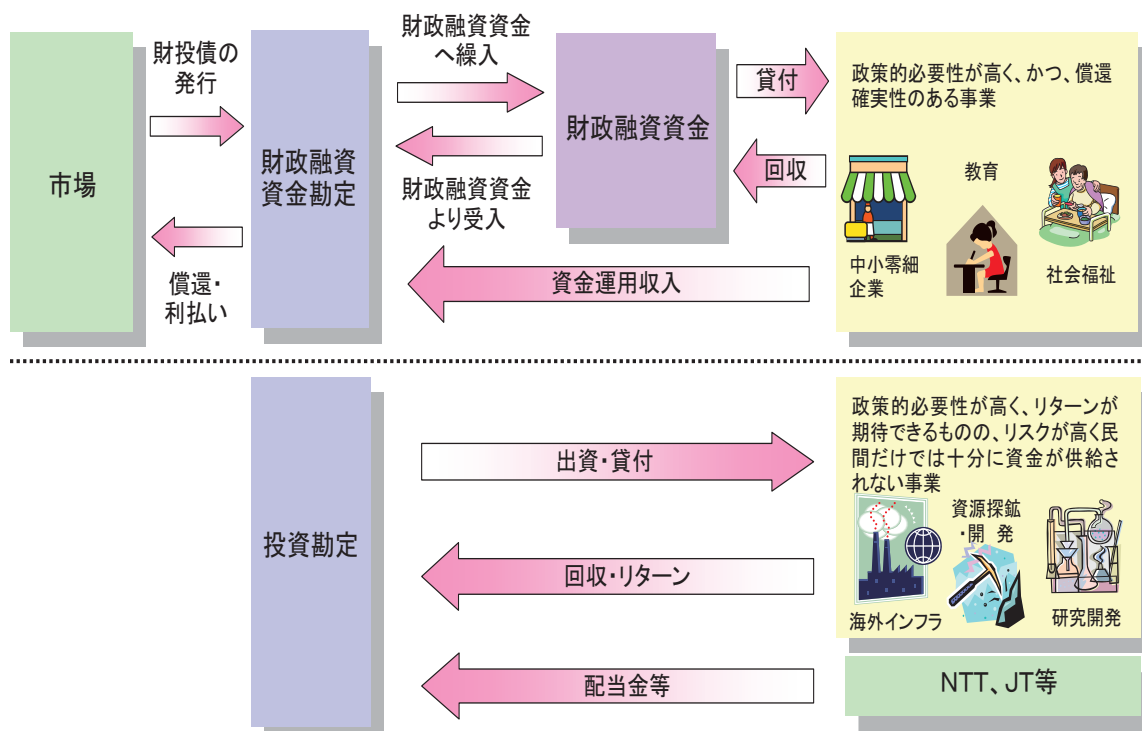 市場
財投債の
発行
償還・
利払い
財政融資
資金勘定
財政融資資金
へ繰入
財政融資資金
より受入
財政融資資金
貸付
回収
資金運用収入
政策的必要性が高く、かつ、償還
確実性のある事業
中小零細
企業
教育
社会福祉
投資勘定
出資・貸付
回収・リターン
配当金等
政策的必要性が高く、リターンが
期待できるものの、リスクが高く民
間だけでは十分に資金が供給さ
れない事業
海外インフラ
資源探鉱
・開 発
研究開発
NTT、JT等